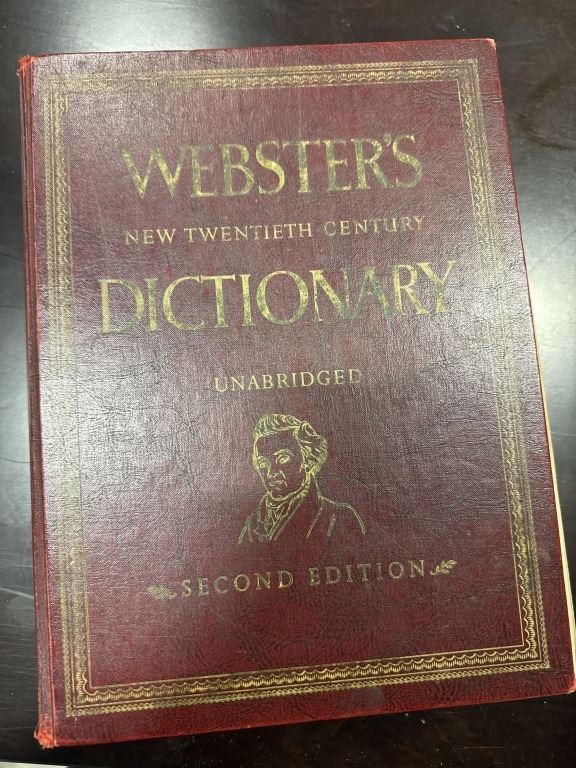 WEBSTER'S
NEW TWENTIETH CENTURY
DICTIONARY
UNABRIDGED
SECOND EDITION